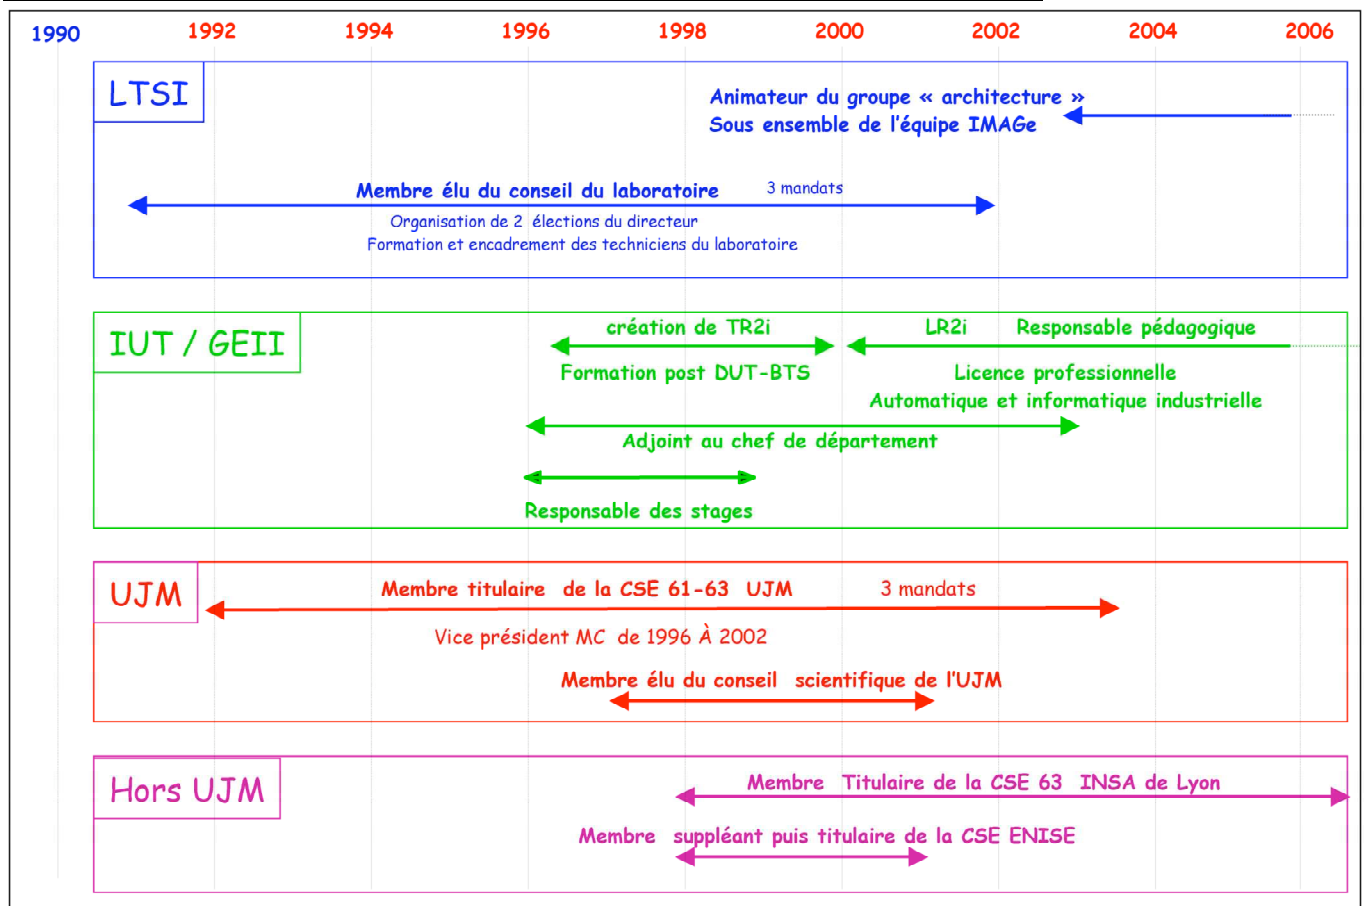 1990 1992 1994 1996 1998 2000 2002 2004 2006
LTSI
Animateur du groupe « architecture »
Sous ensemble de l'équipe IMAGe
Membre élu du conseil du laboratoire 3 mandats
Organisation de 2 élections du directeur
Formation et encadrement des techniciens du laboratoire
IUT / GEII
création de TR2i
Formation post DUT-BTS
LR2i Responsable pédagogique
Licence professionnelle
Automatique et informatique industrielle
Adjoint au chef de département
Responsable des stages
UJM
Membre titulaire de la CSE 61-63 UJM 3 mandats
Vice président MC de 1996 À 2002
Membre élu du conseil scientifique de l'UJM
Hors UJM
Membre Titulaire de la CSE 63 INSA de Lyon
Membre suppléant puis titulaire de la CSE ENISE